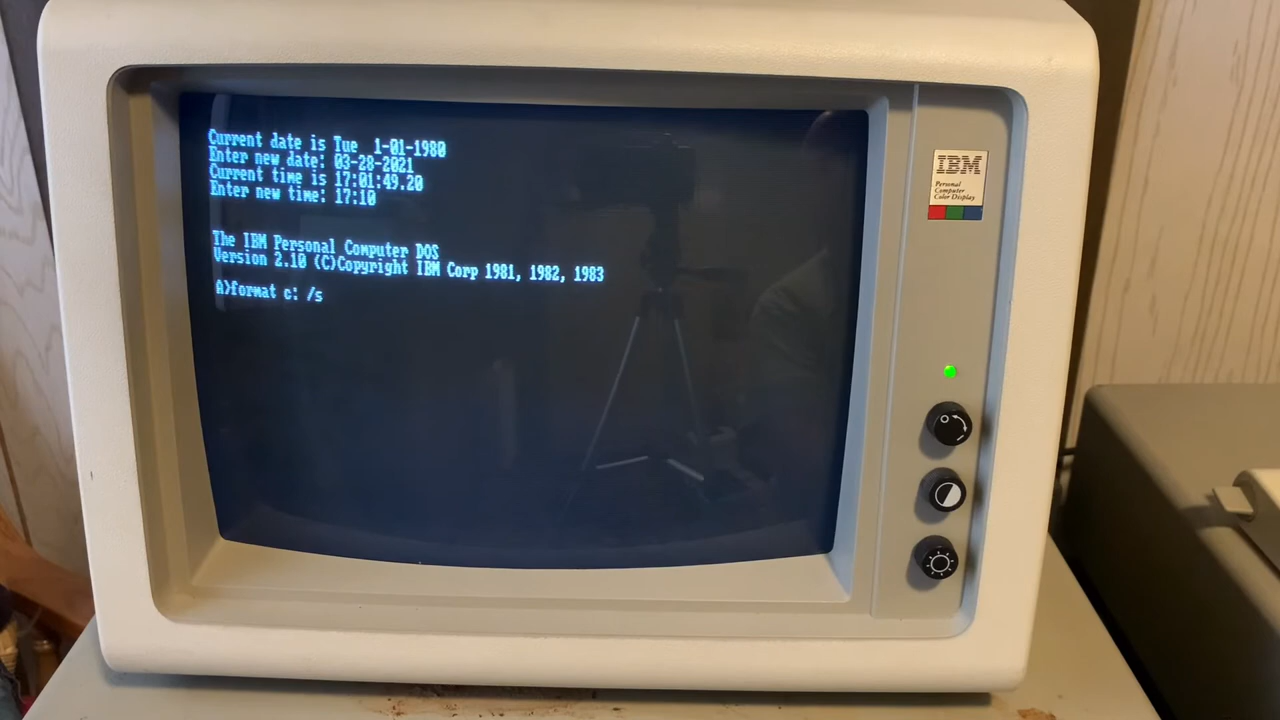 Current date is Tue  1-01-1980
Enter new date: 03-28-2021
Current time is 17:01:49.20
Enter new time: 17:10
The IBM Personal Computer DOS
Version 2.10 (C)Copyright IBM Corp 1981, 1982, 1983
A>format c: /s
IBM
Personal
Computer
Color Display